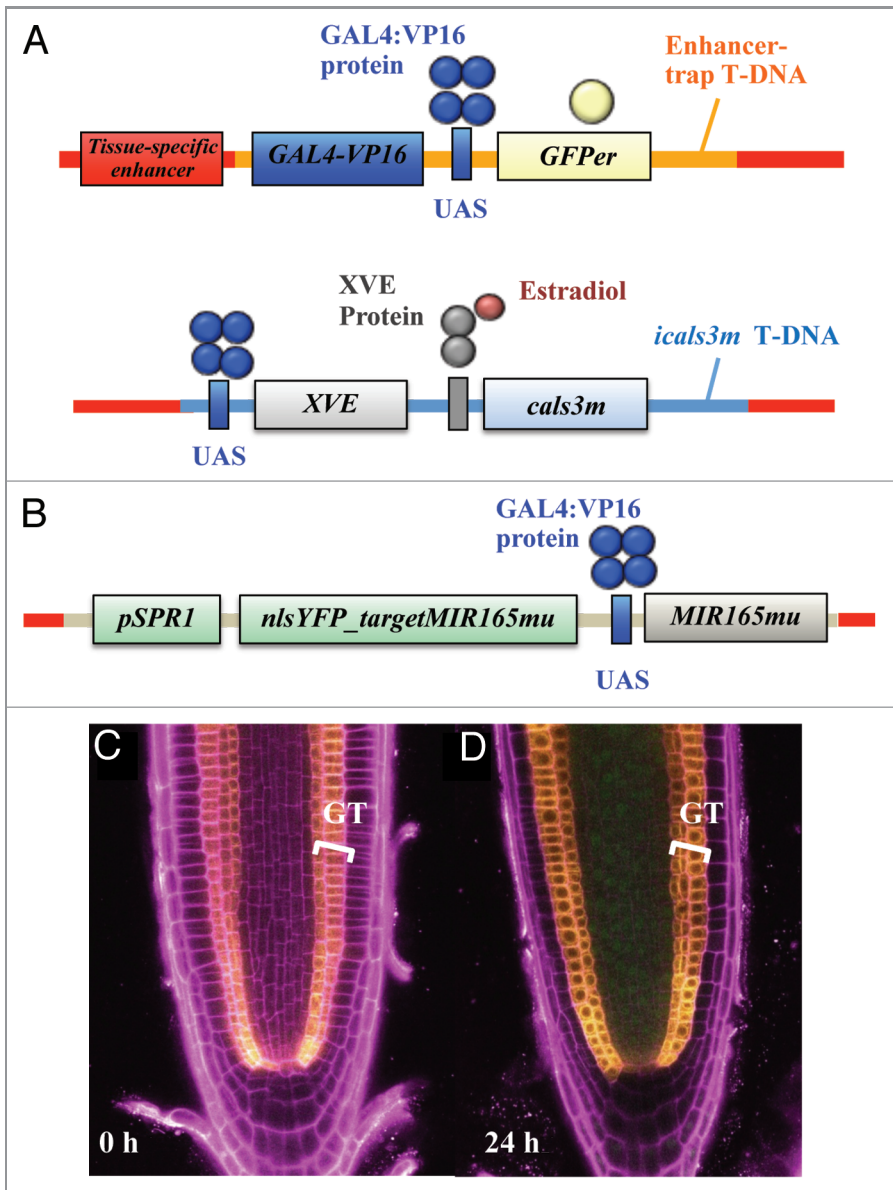 A
GAL4:VP16
protein
Enhancer-
trap T-DNA
Tissue-specific
enhancer
GAL4-VP16
GFPer
UAS
XVE
Protein
Estradiol
icals3m T-DNA
XVE
cals3m
UAS
B
GAL4:VP16
protein
pSPR1
nlsYFP_targetMIR165mu
MIR165mu
UAS
C
D
GT
GT
0 h
24 h